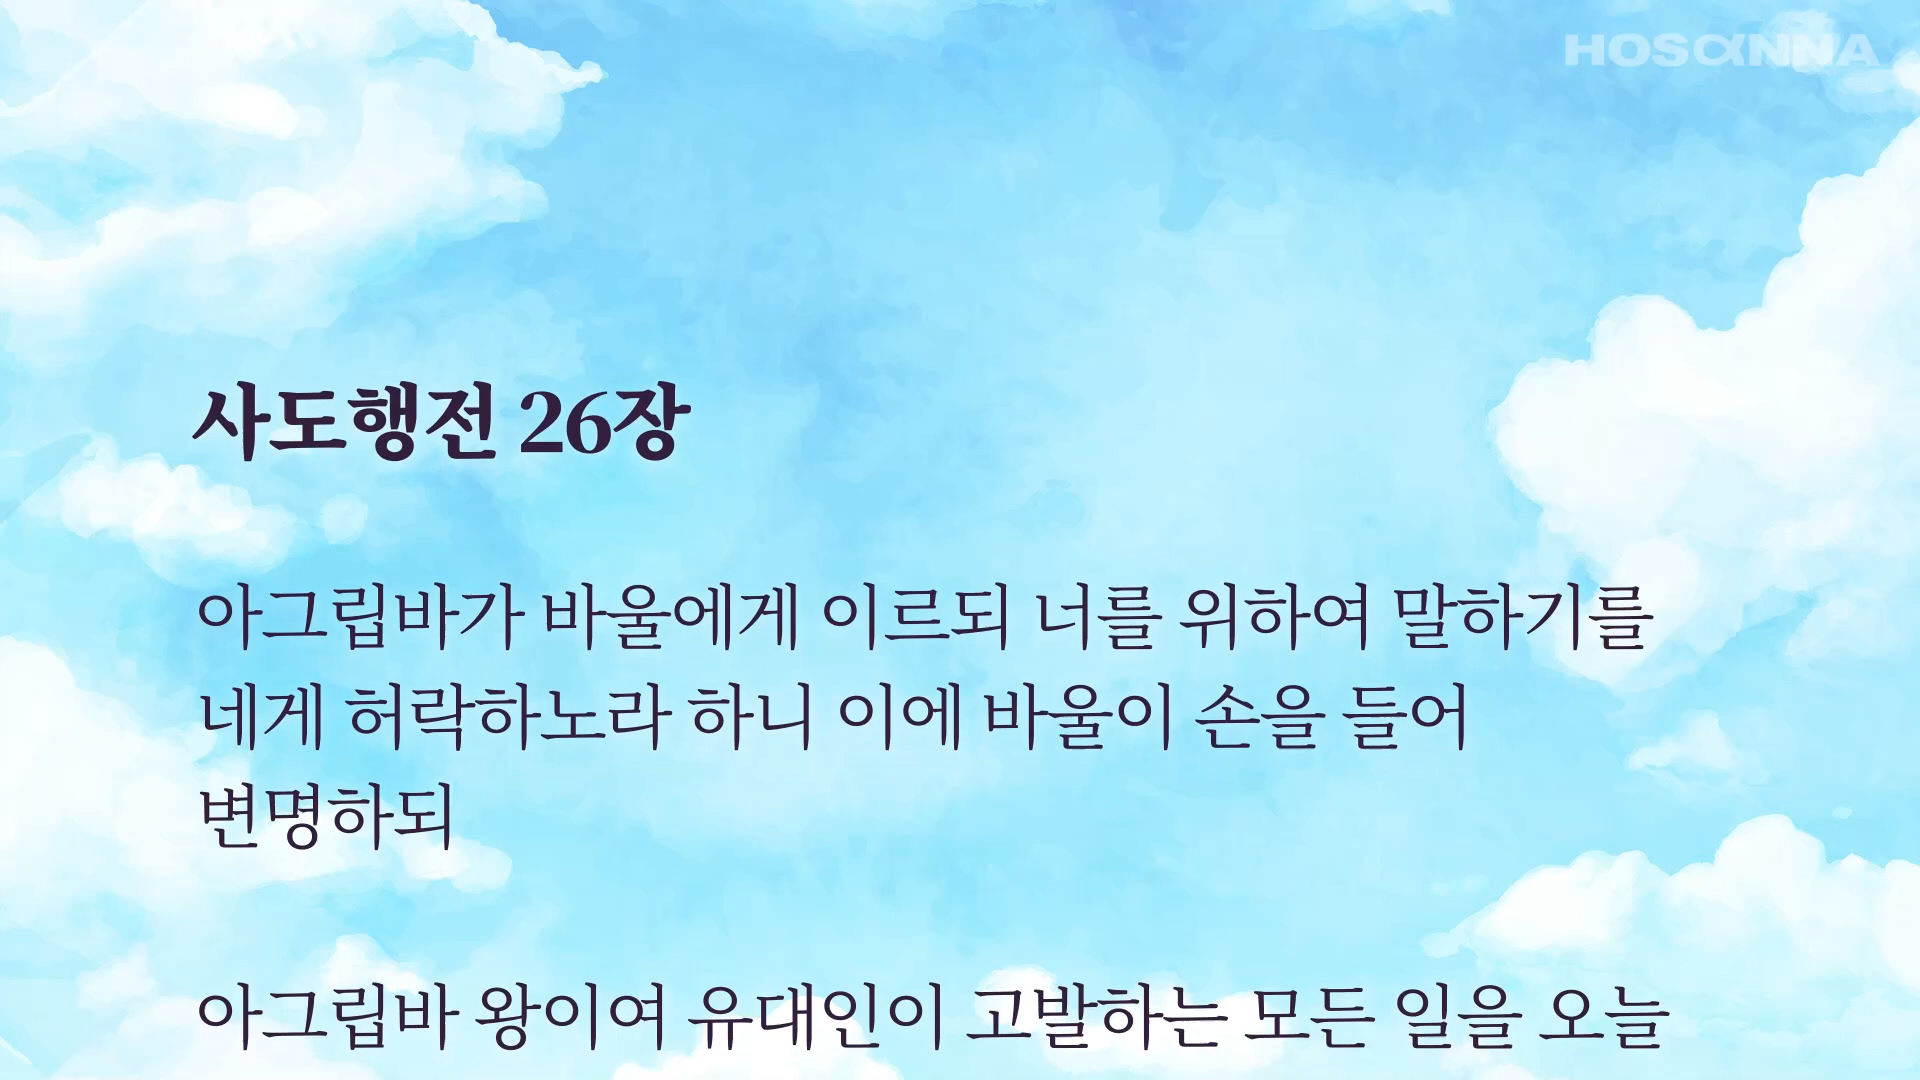 HOSANNA
사도행전 26장
아그립바가 바울에게 이르되 너를 위하여 말하기를
네게 허락하노라 하니 이에 바울이 손을 들어
변명하되
아그립바 왕이여 유대인이 고발하는 모든 일을 오늘